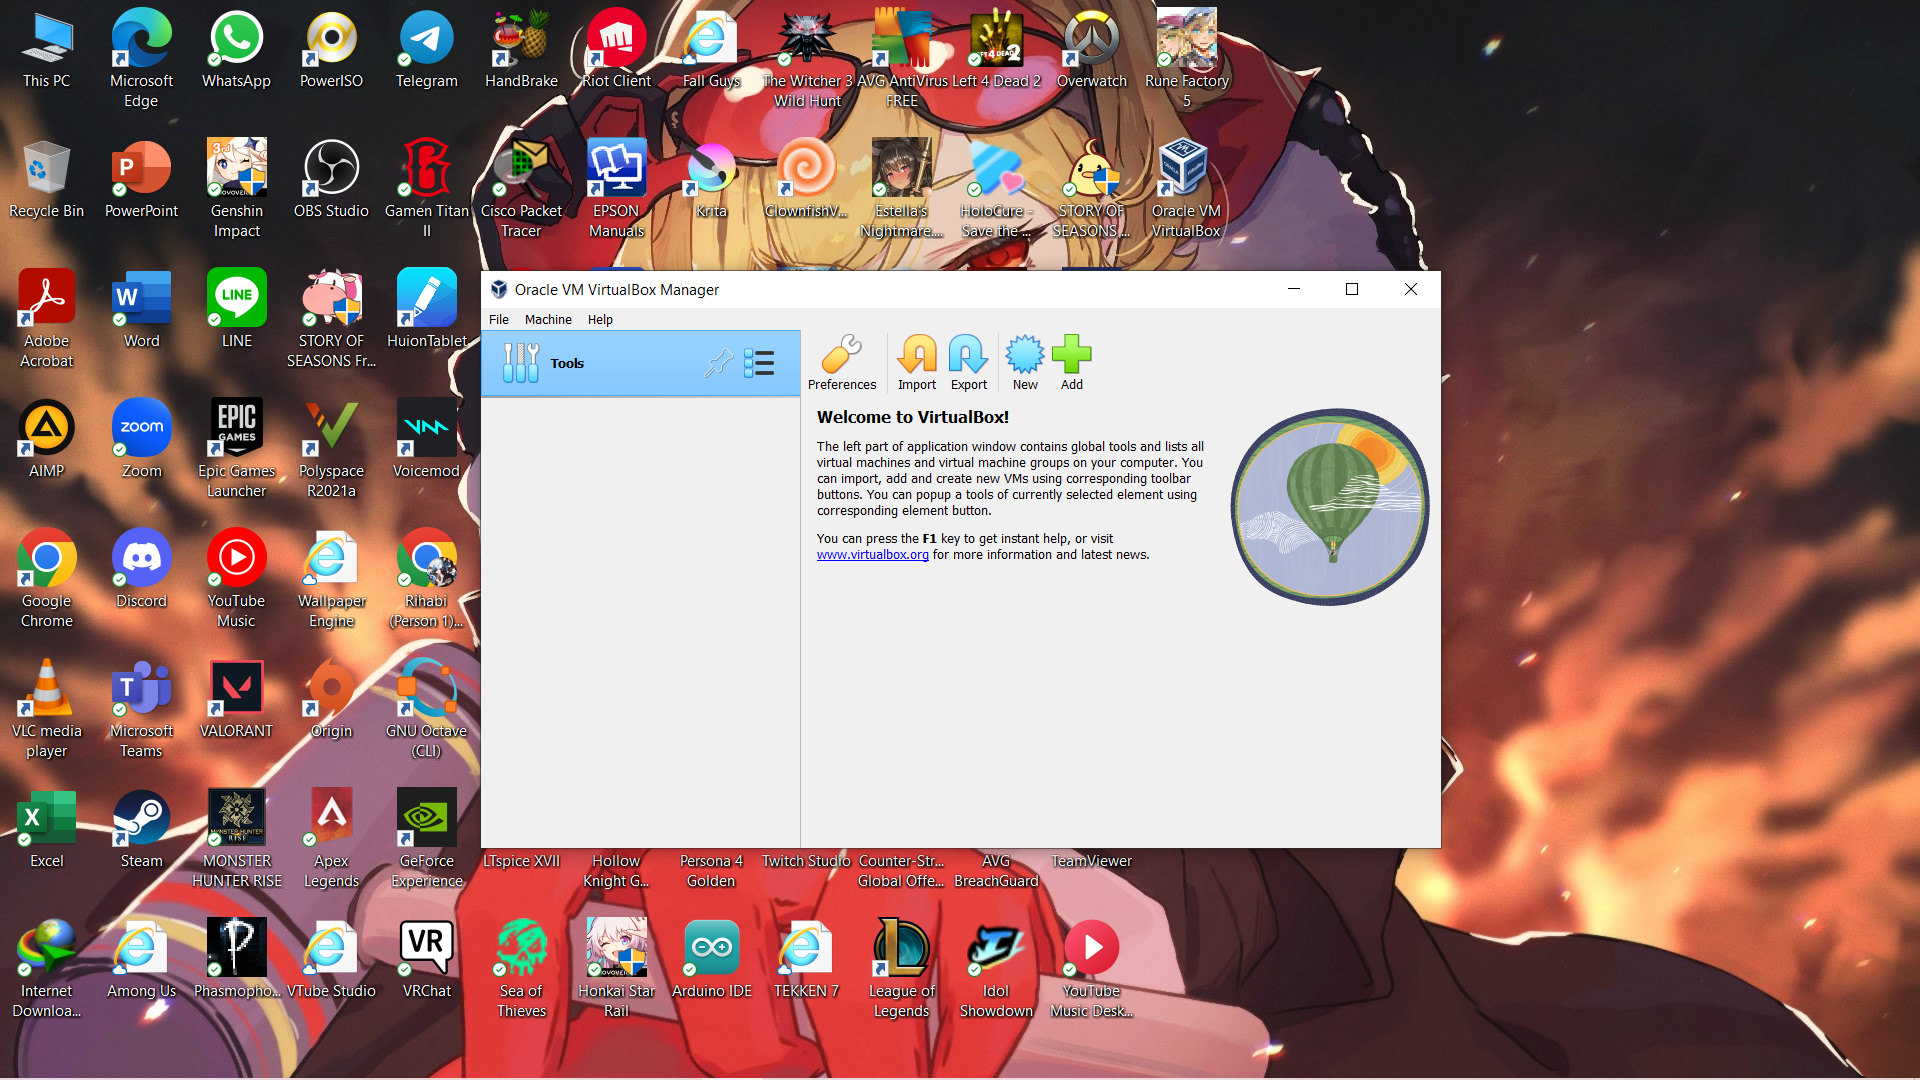 This PC
Microsoft
Edge
WhatsApp
PowerISO
Telegram
HandBrake
Riot Client
Fall Guys
The Witcher 3
Wild Hunt
AVG AntiVirus
FREE
Left 4 Dead 2
Overwatch
Rune Factory
5
Recycle Bin
PowerPoint
Genshin
Impact
OBS Studio
Gamen Titan
II
Cisco Packet
Tracer
EPSON
Manuals
Krita
ClownfishV...
Estella's
Nightmare....
HoloCure -
Save the ...
STORY OF
SEASONS ...
Oracle VM
VirtualBox
Adobe
Acrobat
Word
LINE
STORY OF
SEASONS Fr...
HuionTablet
AIMP
Zoom
Epic Games
Launcher
Polyspace
R2021a
Voicemod
Google
Chrome
Discord
YouTube
Music
Wallpaper
Engine
Rihabi
(Person 1)...
VLC media
player
Microsoft
Teams
VALORANT
Origin
GNU Octave
(CLI)
Excel
Steam
MONSTER
HUNTER RISE
Apex
Legends
GeForce
Experience
LTspice XVII
Hollow
Knight G...
Persona 4
Golden
Twitch Studio
Counter-Str...
Global Offe...
AVG
BreachGuard
TeamViewer
Internet
Downloa...
Among Us
Phasmopho...
VTube Studio
VRChat
Sea of
Thieves
Honkai Star
Rail
Arduino IDE
TEKKEN 7
League of
Legends
Idol
Showdown
YouTube
Music Desk...
Oracle VM VirtualBox Manager
File Machine Help
Tools
Preferences Import Export New Add
Welcome to VirtualBox!
The left part of application window contains global tools and lists all
virtual machines and virtual machine groups on your computer. You
can import, add and create new VMs using corresponding toolbar
buttons. You can popup a tools of currently selected element using
corresponding element button.
You can press the F1 key to get instant help, or visit
www.virtualbox.org for more information and latest news.